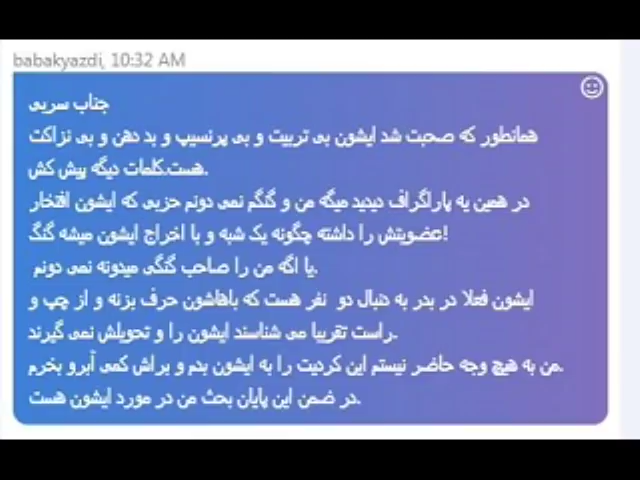 babakyazdi, 10:32 AM
جناب سربی
همانطور که صحبت شد ایشون بی تربیت و بی پرنسیپ و بد دهن و بی نزاکت
هست.کلمات دیگه پیش کش.
در همین یه پاراگراف دیدید میگه من و گنگم نمی دونم حزبی که ایشون افتخار
عضویتش را داشته چگونه یک شبه و با اخراج ایشون میشه گنگ!
یا اگه من را صاحب گنگی میدونه نمی دونم.
ایشون فعلا در بدر به دنبال دو نفر هست که باهاشون حرف بزنه و از چپ و
راست تقریبا می شناسند ایشون را و تحویلش نمی گیرند.
من به هیچ وجه حاضر نیستم این کردیت را به ایشون بدم و براش کمی آبرو بخرم.
در ضمن این پایان بحث من در مورد ایشون هست.